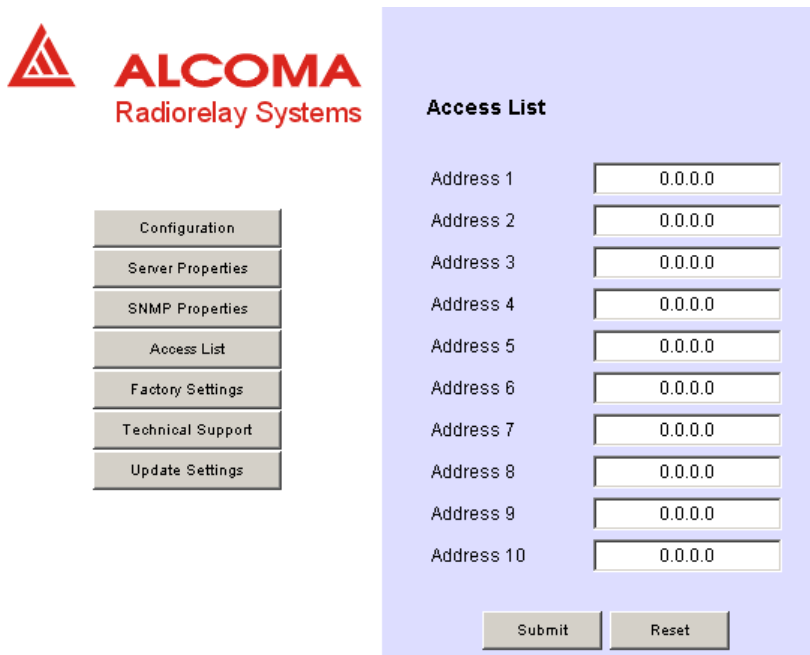 ALCOMA
Radiorelay Systems
Configuration
Server Properties
SNMP Properties
Access List
Factory Settings
Technical Support
Update Settings
Access List
Address 1 0.0.0.0
Address 2 0.0.0.0
Address 3 0.0.0.0
Address 4 0.0.0.0
Address 5 0.0.0.0
Address 6 0.0.0.0
Address 7 0.0.0.0
Address 8 0.0.0.0
Address 9 0.0.0.0
Address 10 0.0.0.0
Submit Reset